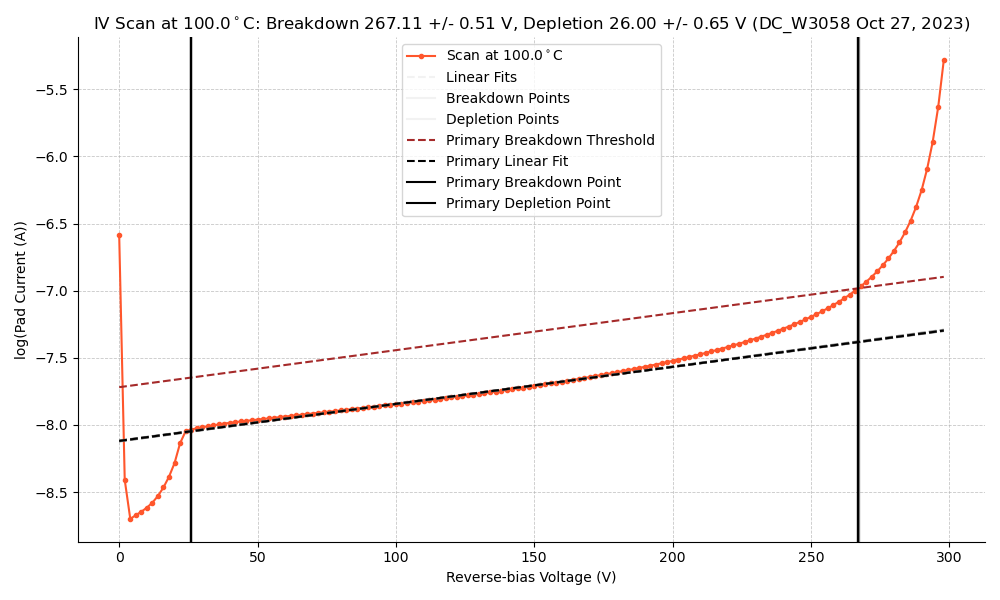 IV Scan at 100.0°C: Breakdown 267.11 +/- 0.51 V, Depletion 26.00 +/- 0.65 V (DC_W3058 Oct 27, 2023)
Scan at 100.0°C
Linear Fits
Breakdown Points
Depletion Points
Primary Breakdown Threshold
Primary Linear Fit
Primary Breakdown Point
Primary Depletion Point
log(Pad Current (A))
−5.5
−6.0
−6.5
−7.0
−7.5
−8.0
−8.5
0 50 100 150 200 250 300
Reverse-bias Voltage (V)